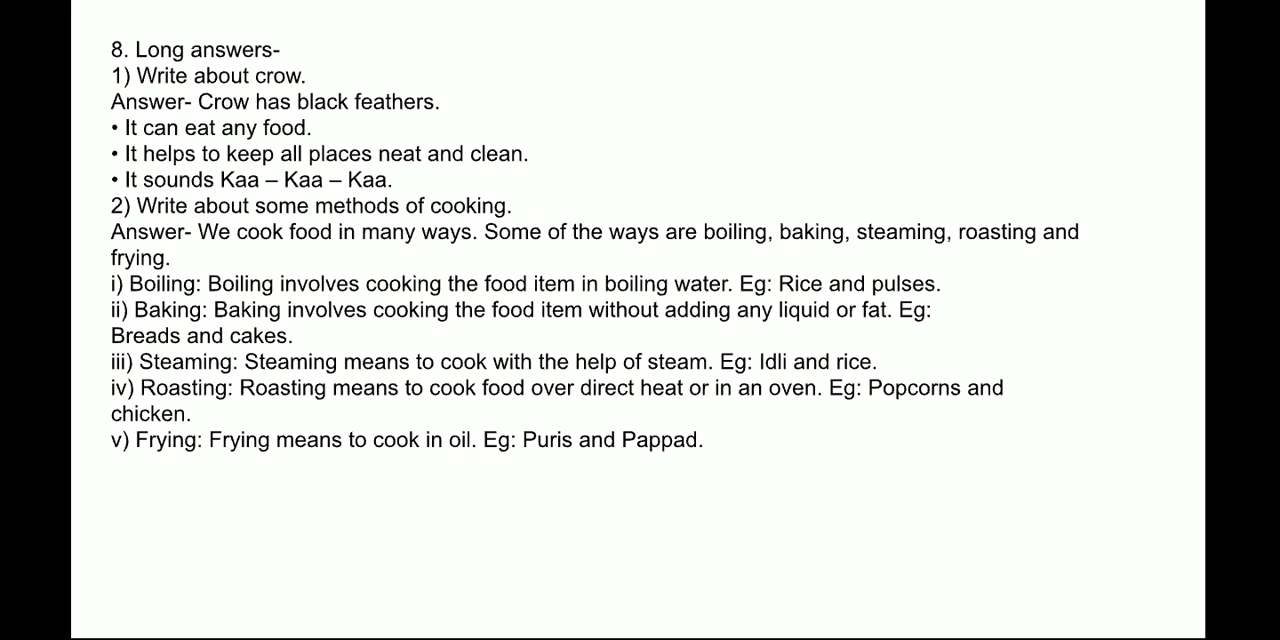 8. Long answers-
1) Write about crow.
Answer- Crow has black feathers.
• It can eat any food.
• It helps to keep all places neat and clean.
• It sounds Kaa – Kaa – Kaa.
2) Write about some methods of cooking.
Answer- We cook food in many ways. Some of the ways are boiling, baking, steaming, roasting and
frying.
i) Boiling: Boiling involves cooking the food item in boiling water. Eg: Rice and pulses.
ii) Baking: Baking involves cooking the food item without adding any liquid or fat. Eg:
Breads and cakes.
iii) Steaming: Steaming means to cook with the help of steam. Eg: Idli and rice.
iv) Roasting: Roasting means to cook food over direct heat or in an oven. Eg: Popcorns and
chicken.
v) Frying: Frying means to cook in oil. Eg: Puris and Pappad.